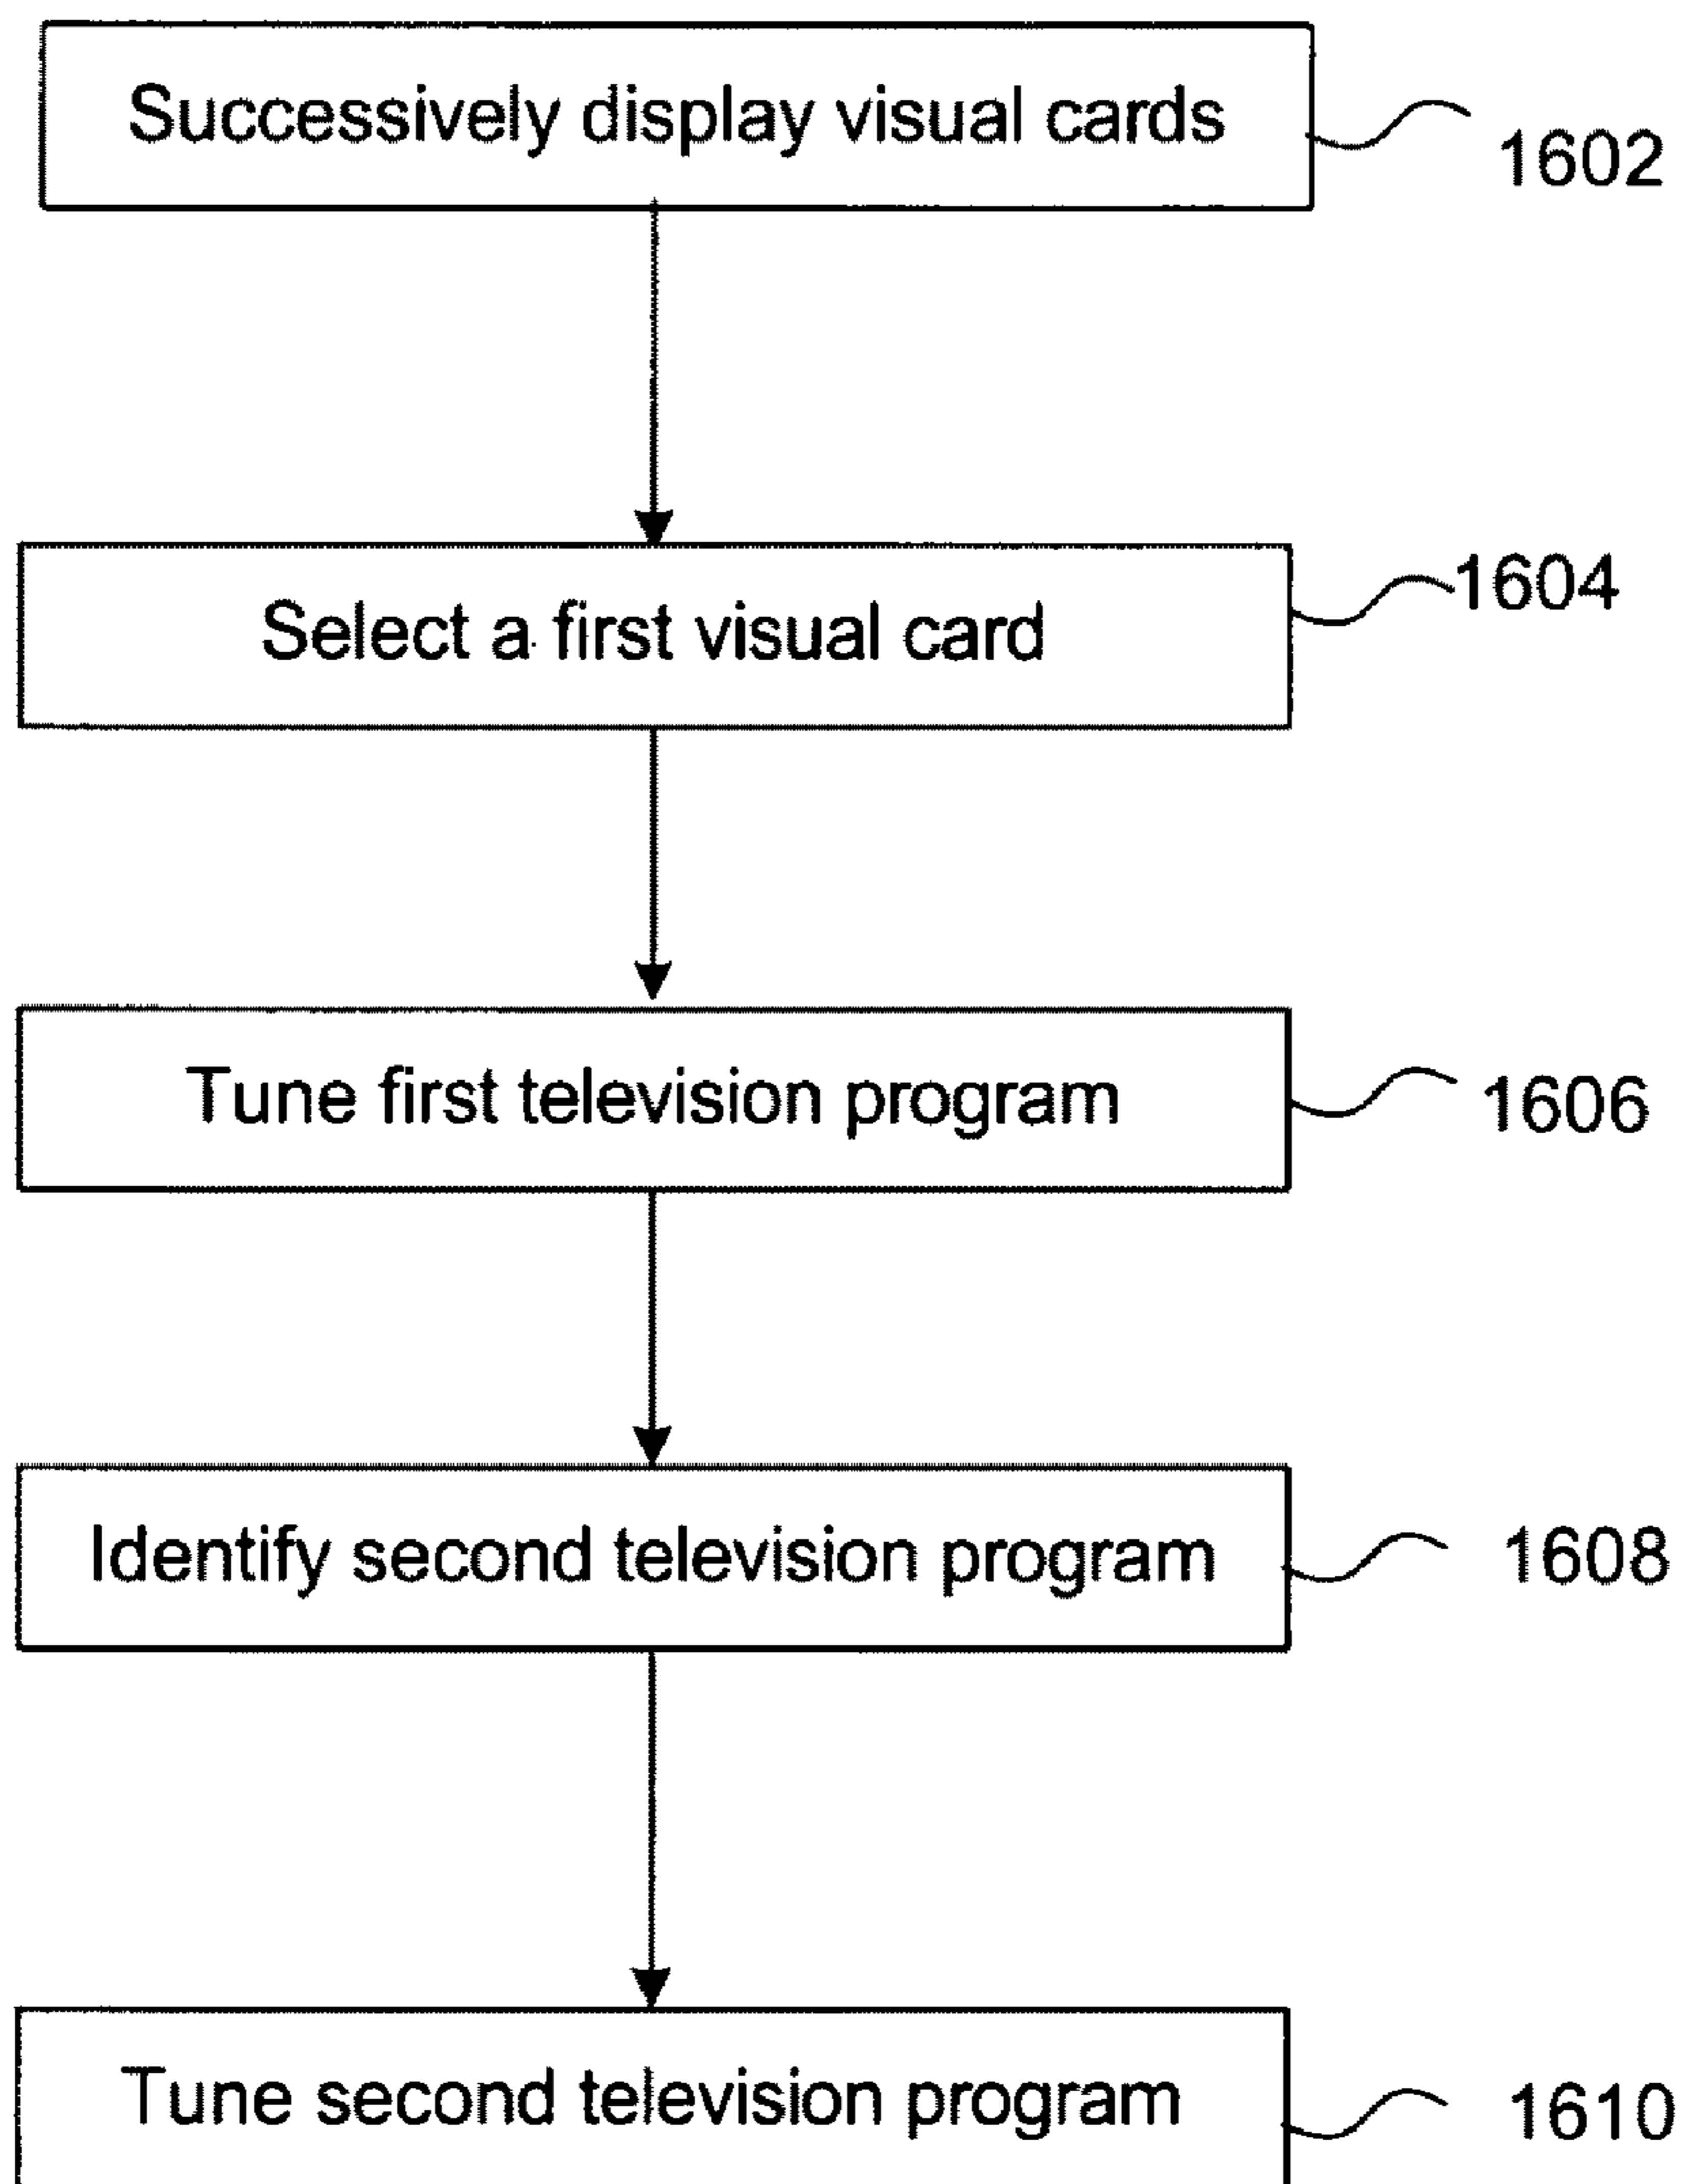 Successively display visual cards
1602
Select a first visual card
1604
Tune first television program
1606
Identify second television program
1608
Tune second television program
1610